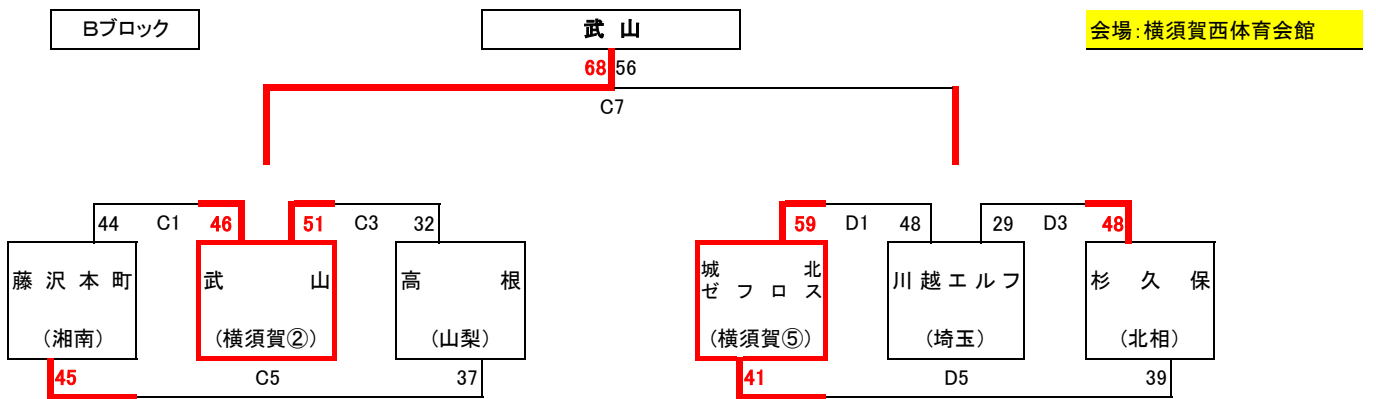 Bブロック
武 山
会場:横須賀西体育会館
68 56
C7
44 C1 46 51 C3 32
59 D1 48 29 D3 48
藤沢本町
(湘南)
武 山
(横須賀②)
高 根
(山梨)
城 北
ゼフロス
(横須賀⑤)
川越エルフ
(埼玉)
杉久保
(北相)
45 C5 37
41 D5 39